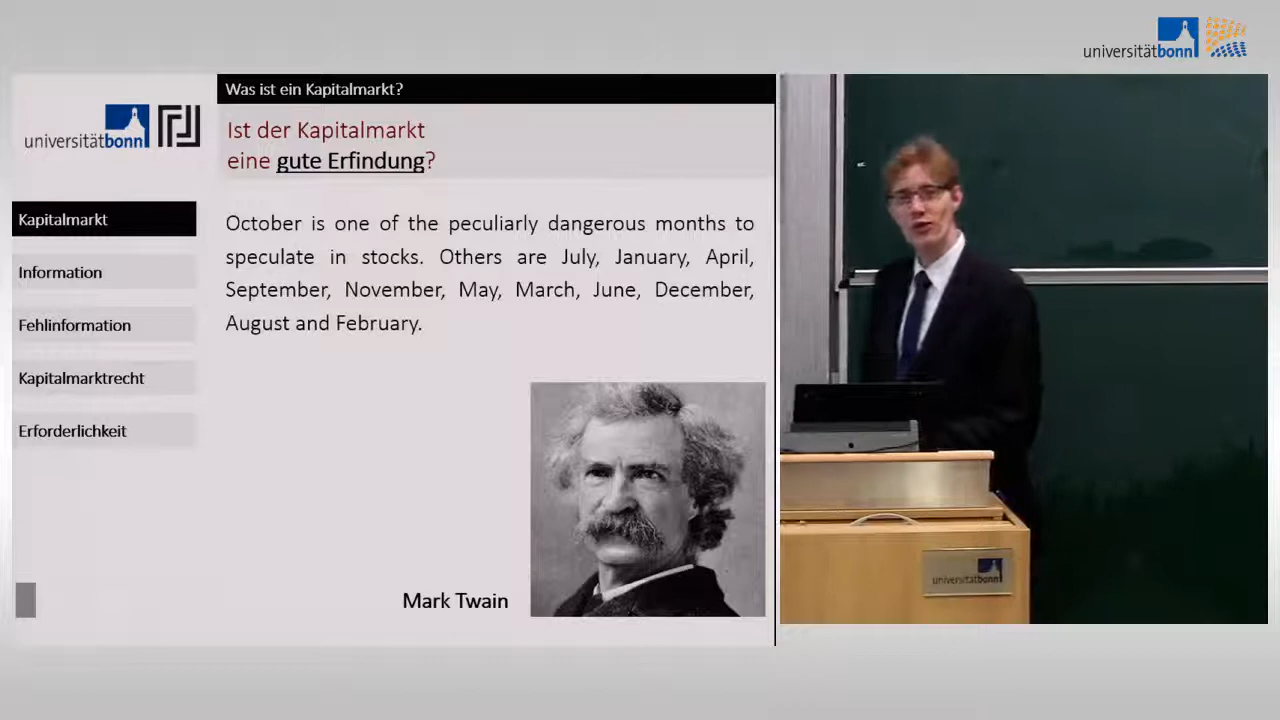 universitätbonn
Was ist ein Kapitalmarkt?
universitätbonn
Ist der Kapitalmarkt
eine gute Erfindung?
Kapitalmarkt
Information
Fehlinformation
Kapitalmarktrecht
Erforderlichkeit
October is one of the peculiarly dangerous months to
speculate in stocks. Others are July, January, April,
September, November, May, March, June, December,
August and February.
Mark Twain
universitätbonn